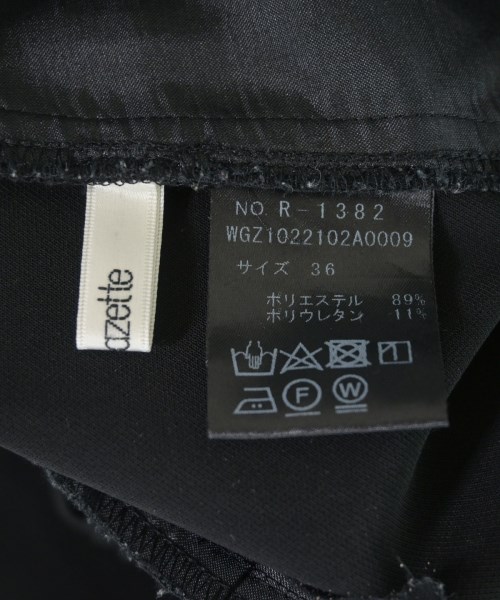 azette
NO. R-1382
WGZ1022102A0009
サイズ 36
ポリエステル 89%
ポリウレタン 11%
F W